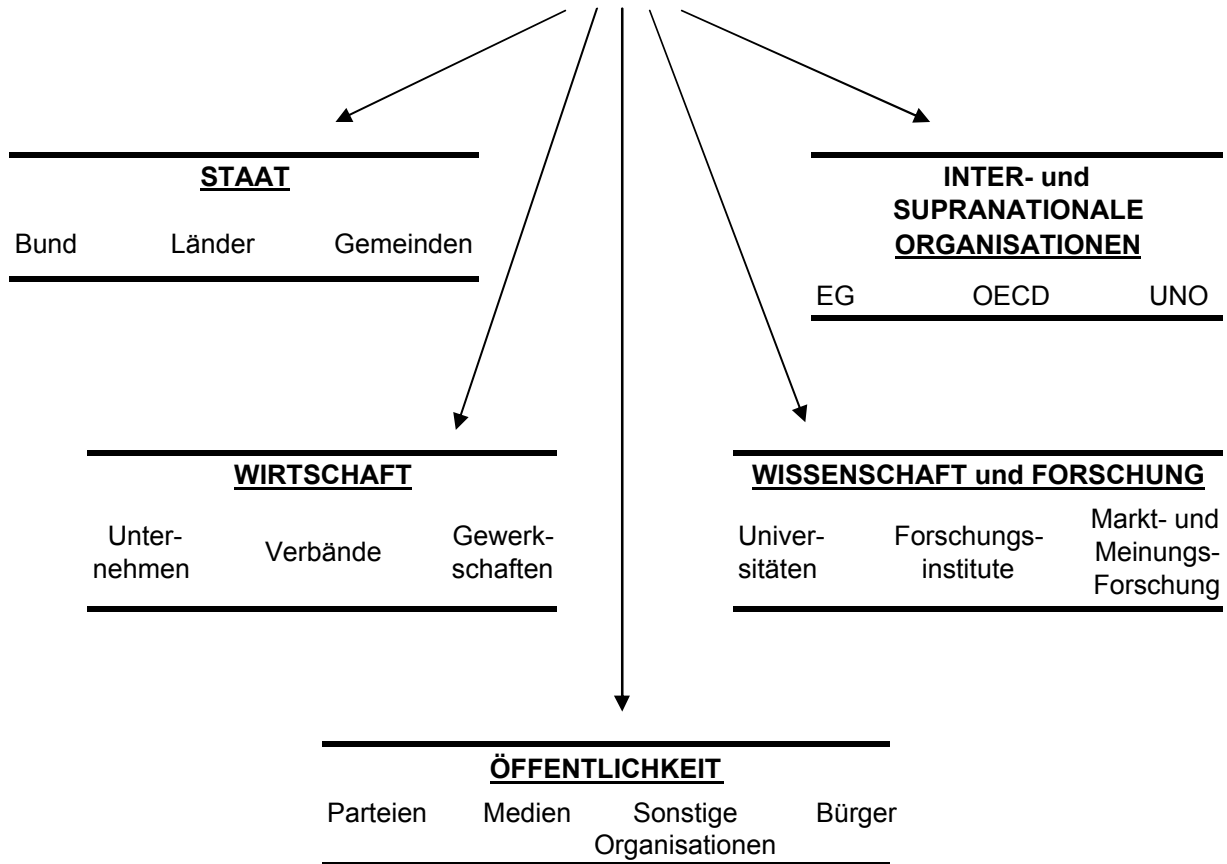 STAAT
Bund Länder Gemeinden
INTER- und
SUPRANATIONALE
ORGANISATIONEN
EG OECD UNO
WIRTSCHAFT
Unter-
nehmen
Verbände
Gewerk-
schaften
WISSENSCHAFT und FORSCHUNG
Univer-
sitäten
Forschungs-
institute
Markt- und
Meinungs-
Forschung
ÖFFENTLICHKEIT
Parteien Medien Sonstige Bürger
Organisationen